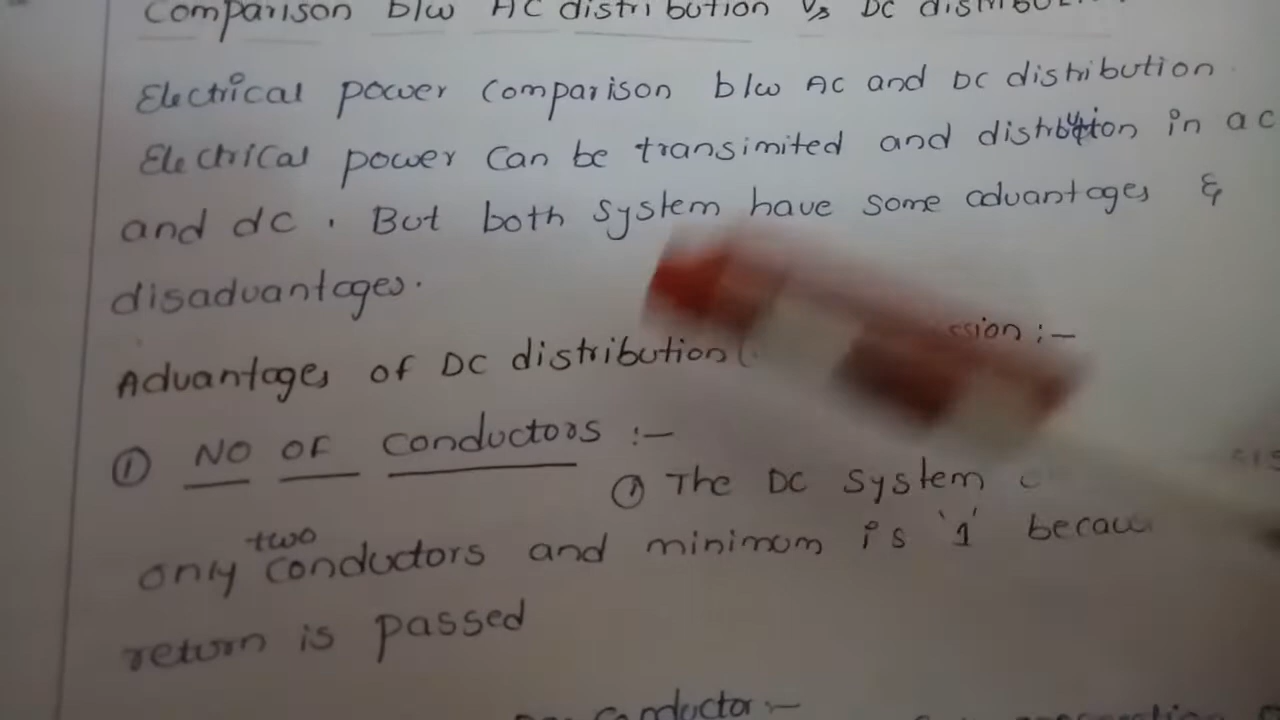 Comparison b/w AC distribution Vs DC
Electrical power comparison b/w AC and DC distribution
Electrical power can be transimited and distribution in ac
and dc. But both system have some advantages &
disadvantages.
Advantages of DC distribution( :-
① NO OF Conductors :-
① The DC system
only two conductors and minimum is '1'
return is passed
Conductor :-